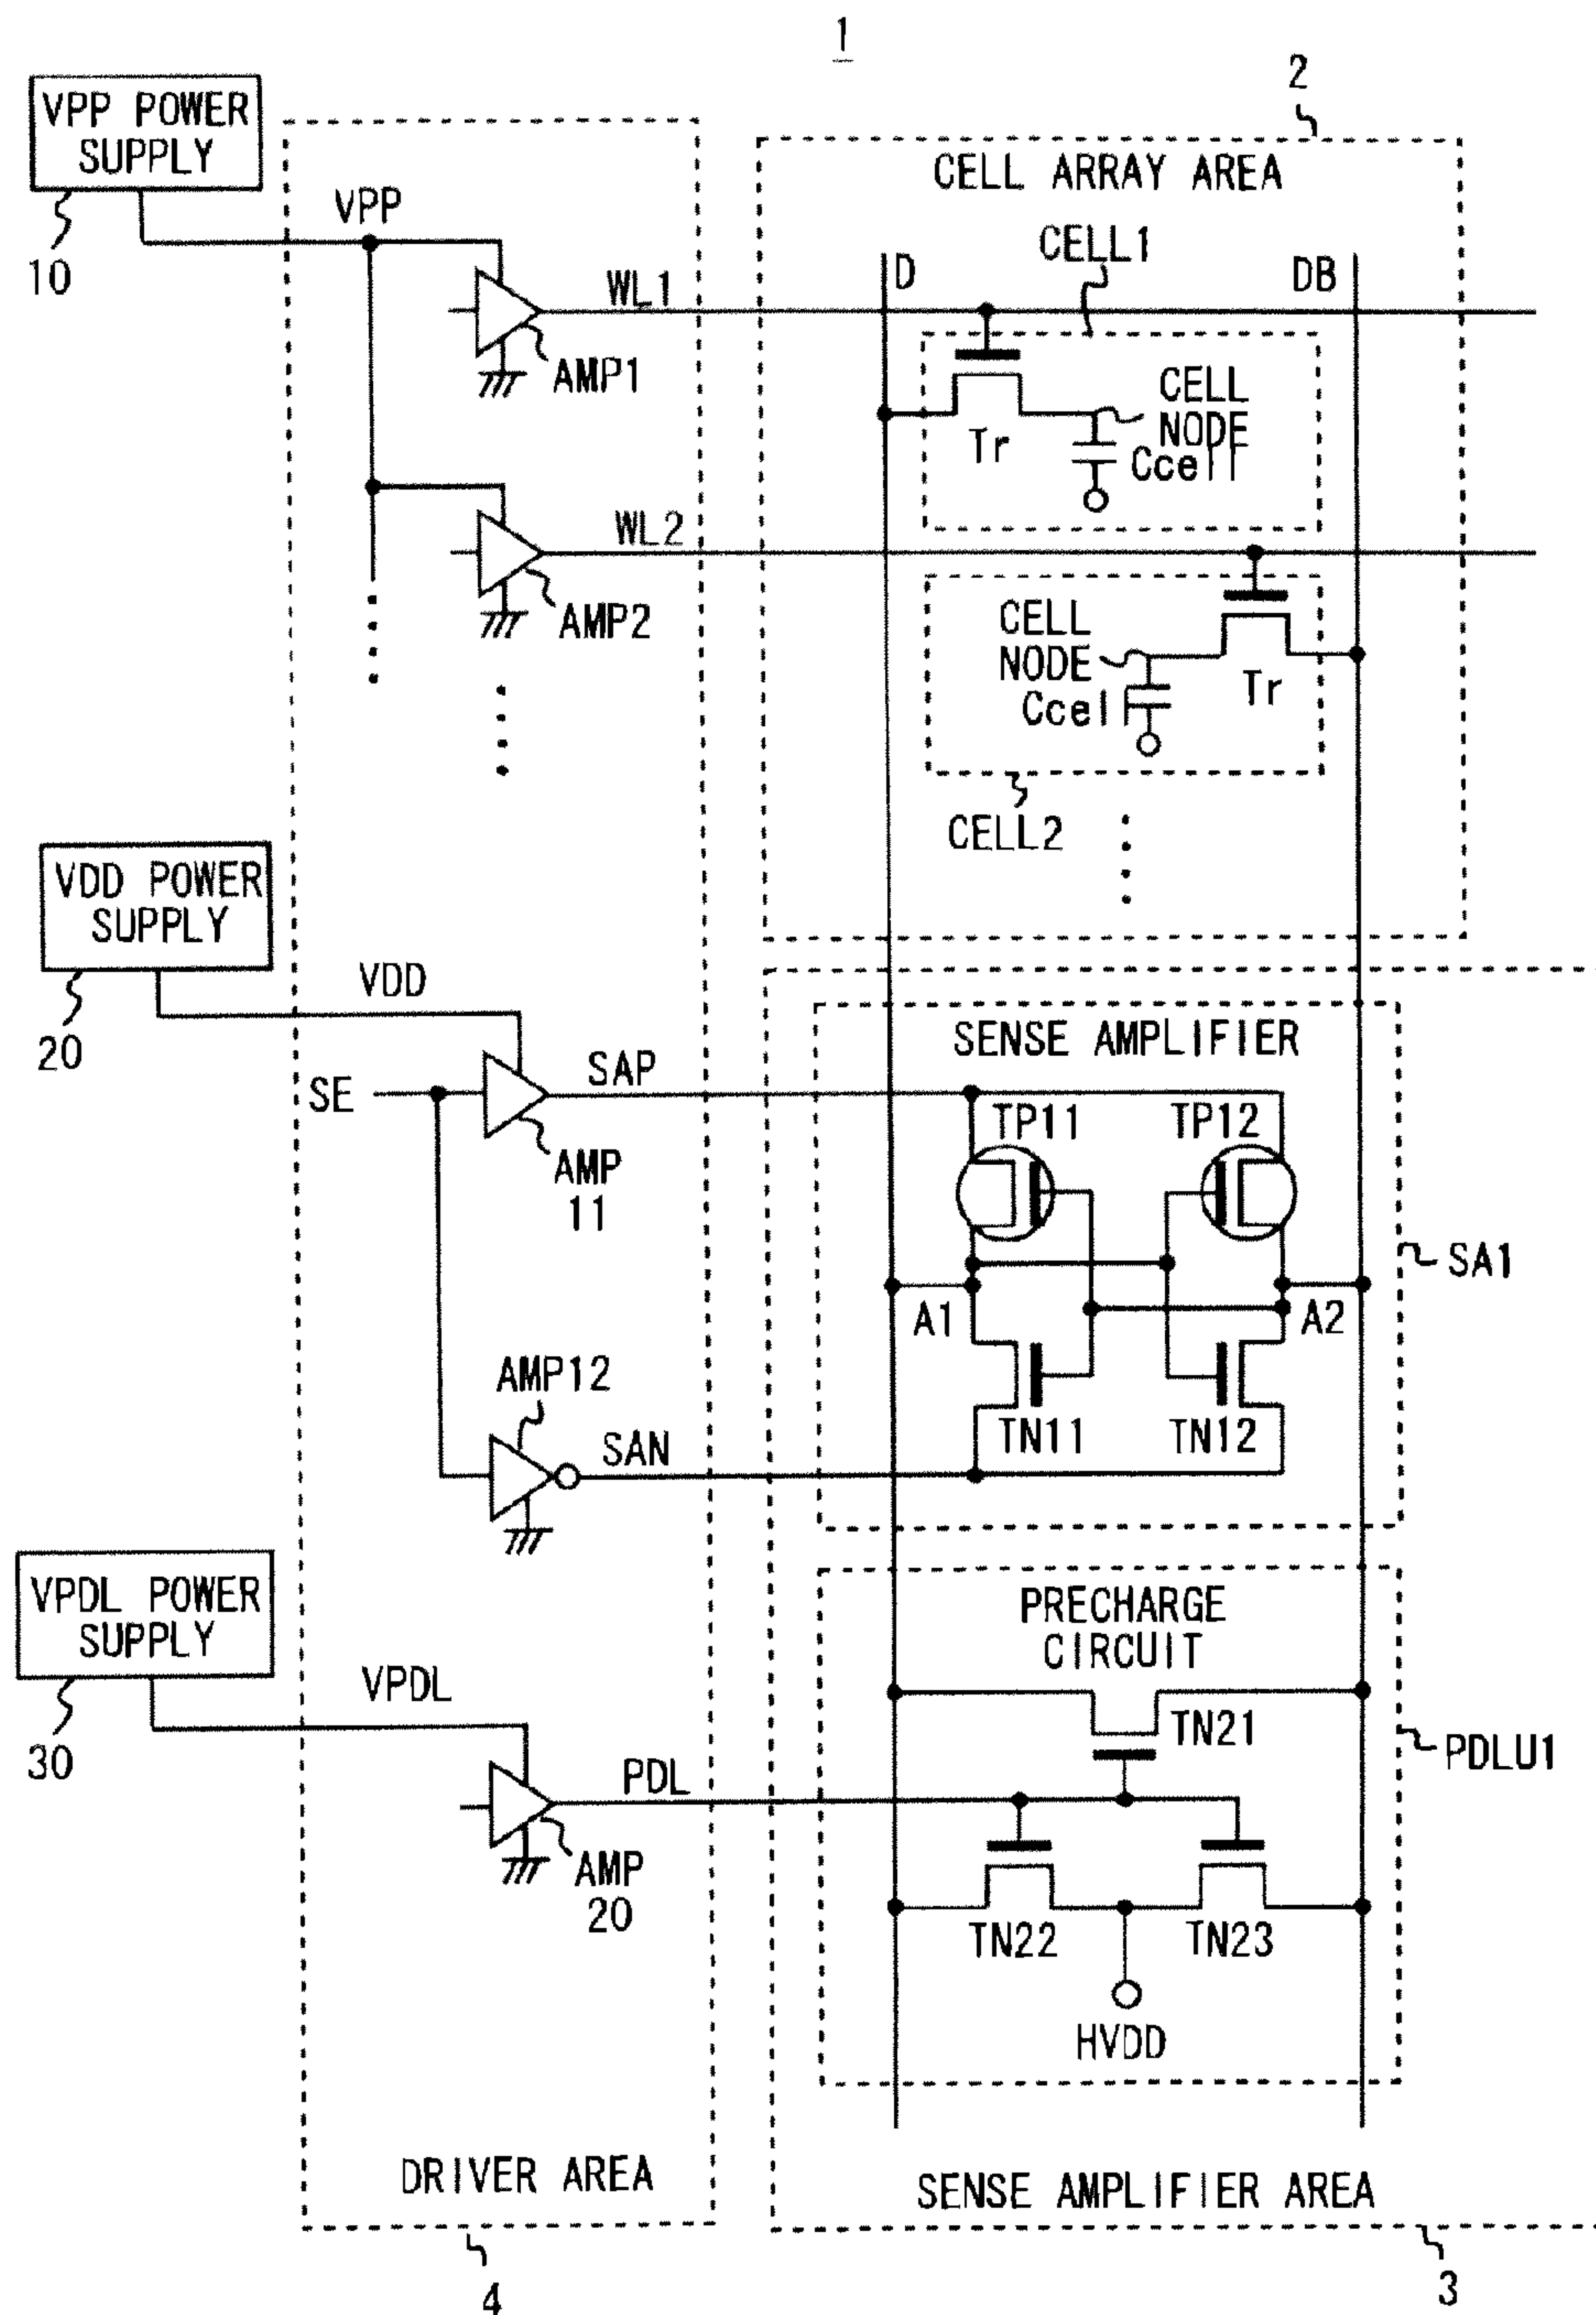 1
2
VPP POWER
SUPPLY
10
VPP
WL1
AMP1
WL2
AMP2
CELL ARRAY AREA
CELL1
D
DB
CELL
NODE
Tr
Ccell
CELL
NODE
Ccell
Tr
CELL2
VDD POWER
SUPPLY
20
VDD
SE
SAP
AMP
11
AMP12
SAN
SENSE AMPLIFIER
TP11
TP12
A1
A2
TN11
TN12
SA1
VPDL POWER
SUPPLY
30
VPDL
PDL
AMP
20
PRECHARGE
CIRCUIT
TN21
TN22
TN23
HVDD
PDLU1
DRIVER AREA
SENSE AMPLIFIER AREA
4
3